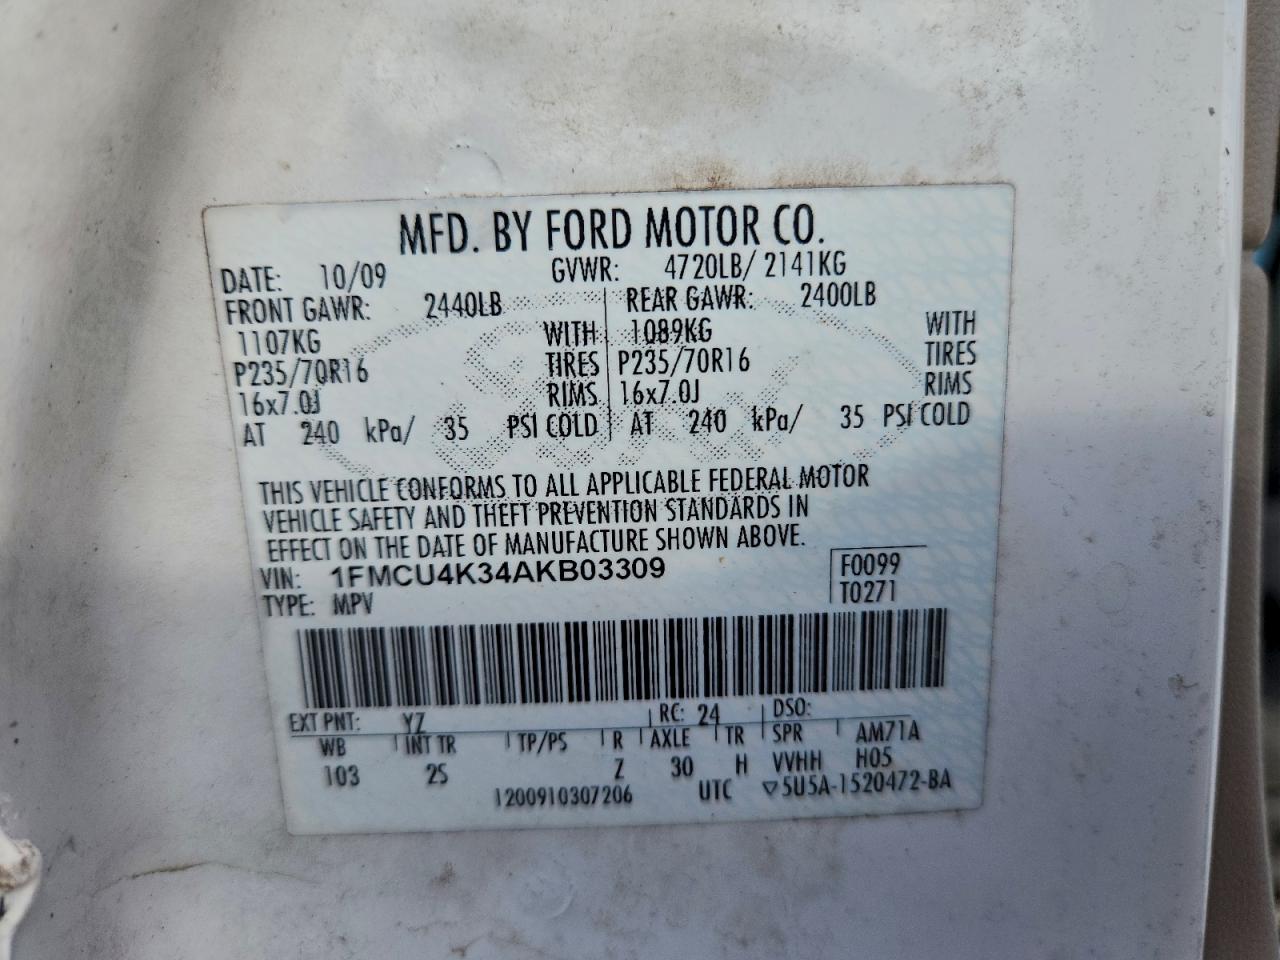 MFD. BY FORD MOTOR CO.
DATE: 10/09 GVWR: 4720LB/ 2141KG
FRONT GAWR: 2440LB REAR GAWR: 2400LB
1107KG WITH 1089KG WITH
P235/70R16 TIRES P235/70R16 TIRES
16x7.0J RIMS 16x7.0J RIMS
AT 240 kPa/ 35 PSI COLD AT 240 kPa/ 35 PSI COLD
THIS VEHICLE CONFORMS TO ALL APPLICABLE FEDERAL MOTOR
VEHICLE SAFETY AND THEFT PREVENTION STANDARDS IN
EFFECT ON THE DATE OF MANUFACTURE SHOWN ABOVE.
VIN: 1FMCU4K34AKB03309 F0099
TYPE: MPV T0271
EXT PNT: YZ RC: 24 DSO:
WB INT TR TP/PS R AXLE TR SPR AM71A
103 2S Z 30 H VVHH H05
1200910307206 UTC ▽5U5A-1520472-BA